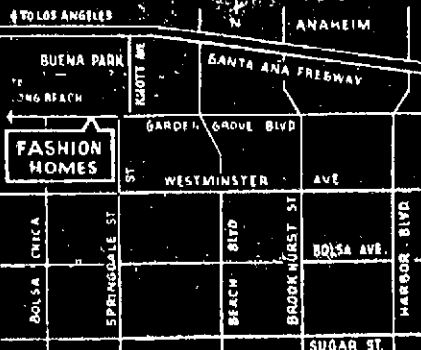 TO LOS ANGELES
N
ANAHEIM
BUENA PARK
KNOTT AVE
SANTA ANA FREEWAY
TO
LONG BEACH
GARDEN GROVE BLVD
FASHION
HOMES
ST
WESTMINSTER AVE
BOLSA CHICA
SPRINGDALE ST
BEACH BLVD
BROOKHURST ST
BOLSA AVE.
HARBOR BLVD
SUGAR ST.